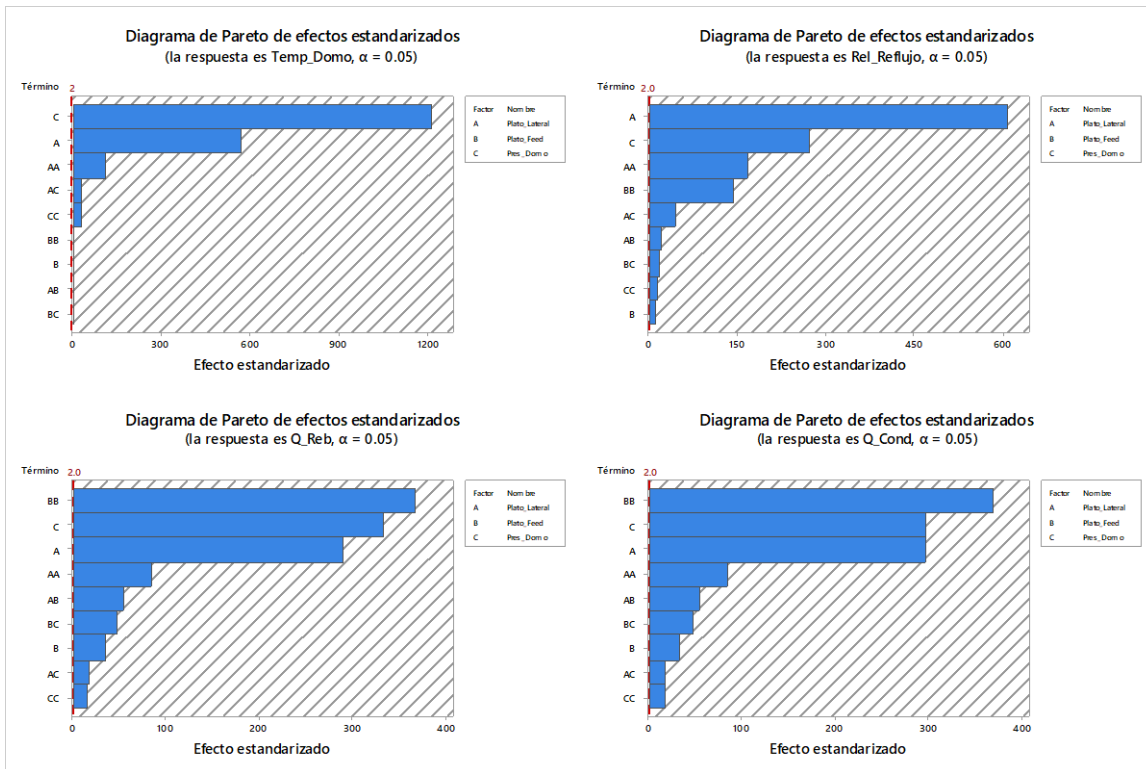 Diagrama de Pareto de efectos estandarizados
(la respuesta es Temp_Domo, α = 0.05)
Término
2
C
A
AA
AC
CC
BB
B
AB
BC
0
300
600
900
1200
Efecto estandarizado
Factor Nombre
A Plato_Lateral
B Plato_Feed
C Pres_Domo
Diagrama de Pareto de efectos estandarizados
(la respuesta es Rel_Reflujo, α = 0.05)
Término
2.0
A
C
AA
BB
AC
AB
BC
CC
B
0
150
300
450
600
Efecto estandarizado
Factor Nombre
A Plato_Lateral
B Plato_Feed
C Pres_Domo
Diagrama de Pareto de efectos estandarizados
(la respuesta es Q_Reb, α = 0.05)
Término
2.0
BB
C
A
AA
AB
BC
B
AC
CC
0
100
200
300
400
Efecto estandarizado
Factor Nombre
A Plato_Lateral
B Plato_Feed
C Pres_Domo
Diagrama de Pareto de efectos estandarizados
(la respuesta es Q_Cond, α = 0.05)
Término
2.0
BB
C
A
AA
AB
BC
B
AC
CC
0
100
200
300
400
Efecto estandarizado
Factor Nombre
A Plato_Lateral
B Plato_Feed
C Pres_Domo